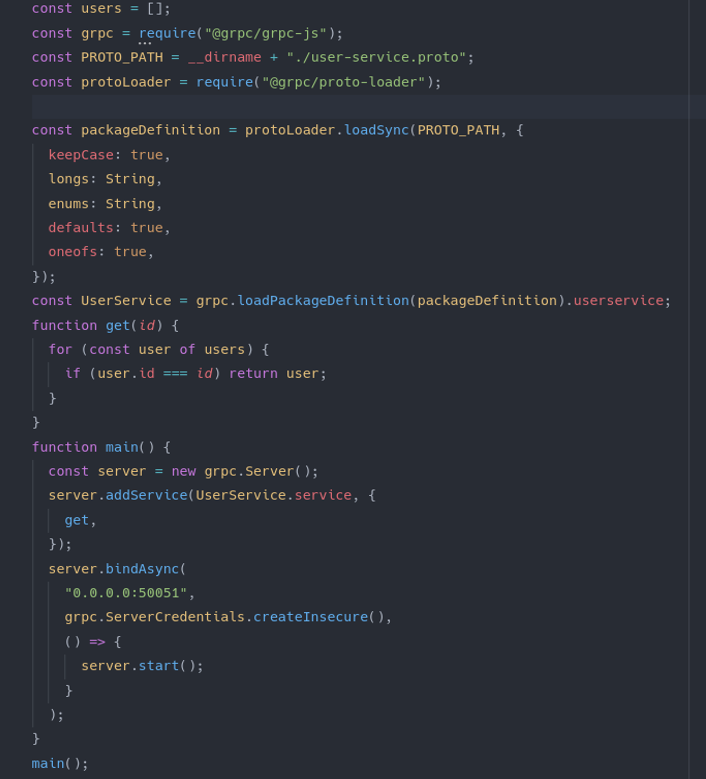 const users = [];
const grpc = require("@grpc/grpc-js");
const PROTO_PATH = __dirname + "./user-service.proto";
const protoLoader = require("@grpc/proto-loader");

const packageDefinition = protoLoader.loadSync(PROTO_PATH, {
  keepCase: true,
  longs: String,
  enums: String,
  defaults: true,
  oneofs: true,
});
const UserService = grpc.loadPackageDefinition(packageDefinition).userservice;
function get(id) {
  for (const user of users) {
    if (user.id === id) return user;
  }
}
function main() {
  const server = new grpc.Server();
  server.addService(UserService.service, {
    get,
  });
  server.bindAsync(
    "0.0.0.0:50051",
    grpc.ServerCredentials.createInsecure(),
    () => {
      server.start();
    }
  );
}
main();